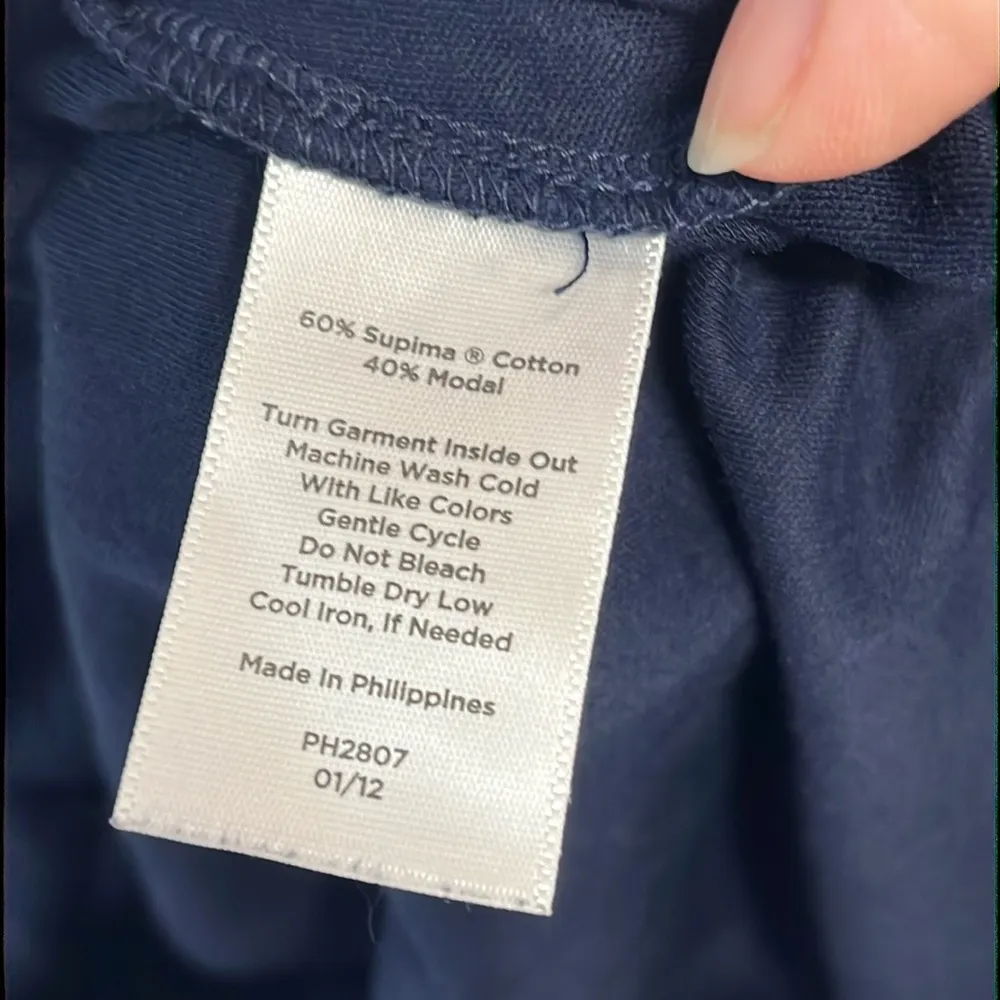 60% Supima ® Cotton
40% Modal
Turn Garment Inside Out
Machine Wash Cold
With Like Colors
Gentle Cycle
Do Not Bleach
Tumble Dry Low
Cool Iron, If Needed
Made In Philippines
PH2807
01/12